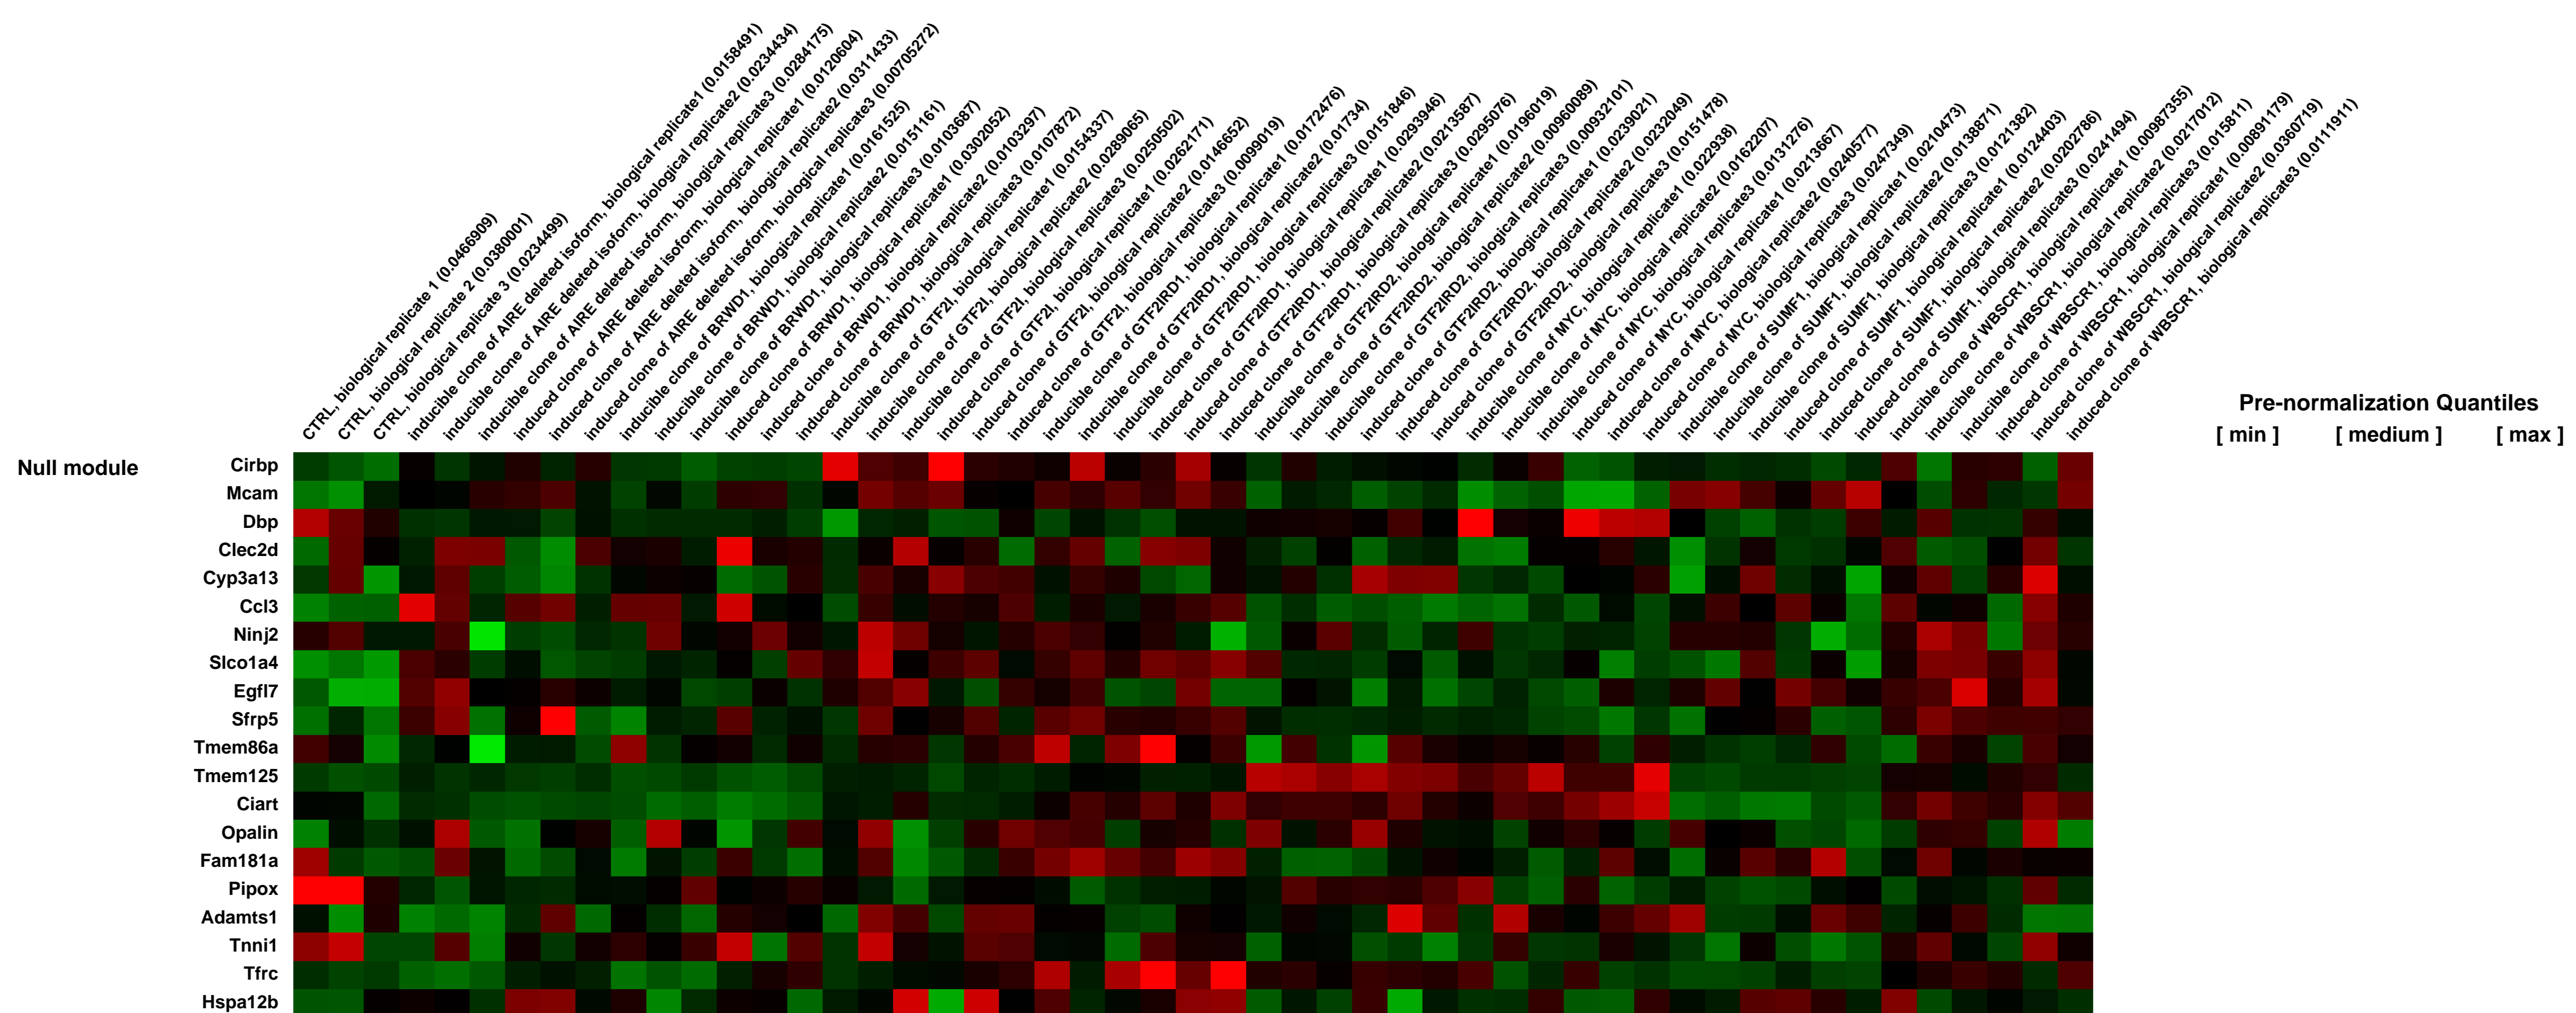 CTRL, biological replicate 1 (0.0466909)
CTRL, biological replicate 2 (0.0380001)
CTRL, biological replicate 3 (0.0234499)
inducible clone of AIRE deleted isoform, biological replicate1 (0.0158491)
inducible clone of AIRE deleted isoform, biological replicate2 (0.0234434)
inducible clone of AIRE deleted isoform, biological replicate3 (0.0284175)
induced clone of AIRE deleted isoform, biological replicate1 (0.0120604)
induced clone of AIRE deleted isoform, biological replicate2 (0.0311433)
induced clone of AIRE deleted isoform, biological replicate3 (0.00705272)
inducible clone of BRWD1, biological replicate1 (0.0161525)
inducible clone of BRWD1, biological replicate2 (0.0151161)
inducible clone of BRWD1, biological replicate3 (0.0103687)
induced clone of BRWD1, biological replicate1 (0.0302052)
induced clone of BRWD1, biological replicate2 (0.0103297)
induced clone of BRWD1, biological replicate3 (0.0107872)
inducible clone of GTF2I, biological replicate1 (0.0154337)
inducible clone of GTF2I, biological replicate2 (0.0289065)
inducible clone of GTF2I, biological replicate3 (0.0250502)
induced clone of GTF2I, biological replicate1 (0.0262171)
induced clone of GTF2I, biological replicate2 (0.0146652)
induced clone of GTF2I, biological replicate3 (0.0099019)
inducible clone of GTF2IRD1, biological replicate1 (0.0172476)
inducible clone of GTF2IRD1, biological replicate2 (0.01734)
inducible clone of GTF2IRD1, biological replicate3 (0.0151846)
induced clone of GTF2IRD1, biological replicate1 (0.0293946)
induced clone of GTF2IRD1, biological replicate2 (0.0213587)
induced clone of GTF2IRD1, biological replicate3 (0.0295076)
inducible clone of GTF2IRD2, biological replicate1 (0.0196019)
inducible clone of GTF2IRD2, biological replicate2 (0.00960089)
inducible clone of GTF2IRD2, biological replicate3 (0.00932101)
induced clone of GTF2IRD2, biological replicate1 (0.0239021)
induced clone of GTF2IRD2, biological replicate2 (0.0232049)
induced clone of GTF2IRD2, biological replicate3 (0.0151478)
inducible clone of MYC, biological replicate1 (0.022938)
inducible clone of MYC, biological replicate2 (0.0162207)
inducible clone of MYC, biological replicate3 (0.0131276)
induced clone of MYC, biological replicate1 (0.0213667)
induced clone of MYC, biological replicate2 (0.0240577)
induced clone of MYC, biological replicate3 (0.0247349)
inducible clone of SUMF1, biological replicate1 (0.0210473)
inducible clone of SUMF1, biological replicate2 (0.0138871)
inducible clone of SUMF1, biological replicate3 (0.0121382)
induced clone of SUMF1, biological replicate1 (0.0124403)
induced clone of SUMF1, biological replicate2 (0.0202786)
induced clone of SUMF1, biological replicate3 (0.0241494)
inducible clone of WBSCR1, biological replicate1 (0.00987355)
inducible clone of WBSCR1, biological replicate2 (0.0217012)
inducible clone of WBSCR1, biological replicate3 (0.015811)
induced clone of WBSCR1, biological replicate1 (0.00891179)
induced clone of WBSCR1, biological replicate2 (0.0360719)
induced clone of WBSCR1, biological replicate3 (0.0111911)
Pre-normalization Quantiles
[ min ] [ medium ] [ max ]
Null module
Cirbp
Mcam
Dbp
Clec2d
Cyp3a13
Ccl3
Ninj2
Slco1a4
Egfl7
Sfrp5
Tmem86a
Tmem125
Ciart
Opalin
Fam181a
Pipox
Adamts1
Tnni1
Tfrc
Hspa12b